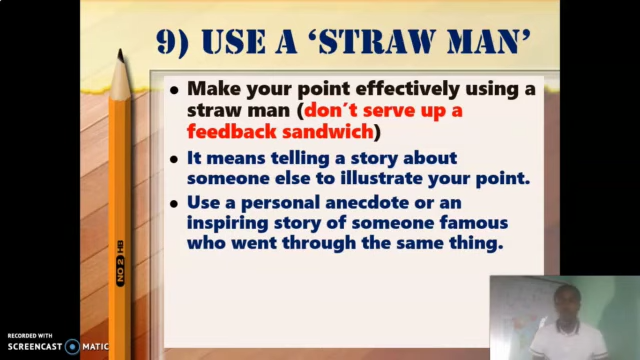 9) USE A ‘STRAW MAN’
• Make your point effectively using a
straw man (don’t serve up a
feedback sandwich)
• It means telling a story about
someone else to illustrate your point.
• Use a personal anecdote or an
inspiring story of someone famous
who went through the same thing.
NO 2 HB
RECORDED WITH
SCREENCAST MATIC